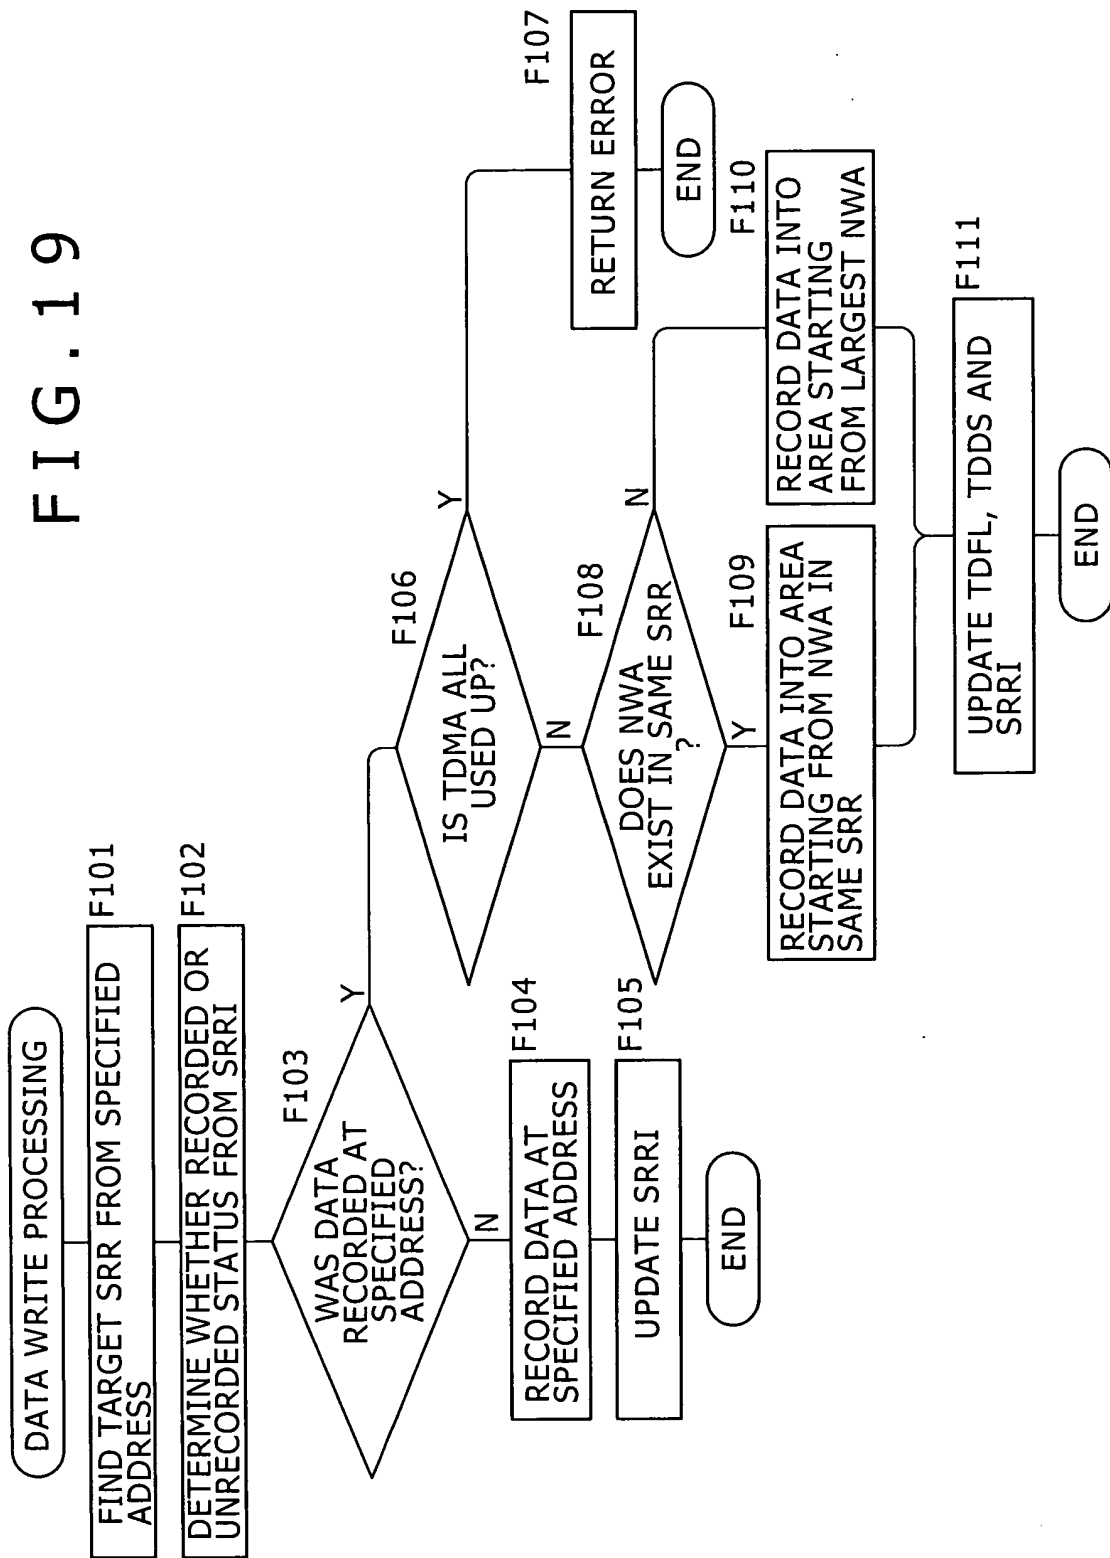 FIG.19
DATA WRITE PROCESSING
F101
FIND TARGET SRR FROM SPECIFIED
ADDRESS
F102
DETERMINE WHETHER RECORDED OR
UNRECORDED STATUS FROM SRRI
F103
WAS DATA
RECORDED AT
SPECIFIED
ADDRESS?
Y
N
F104
RECORD DATA AT
SPECIFIED ADDRESS
F105
UPDATE SRRI
END
F106
IS TDMA ALL
USED UP?
Y
N
F107
RETURN ERROR
END
F108
DOES NWA
EXIST IN SAME SRR
?
N
Y
F109
RECORD DATA INTO AREA
STARTING FROM NWA IN
SAME SRR
F110
RECORD DATA INTO
AREA STARTING
FROM LARGEST NWA
F111
UPDATE TDFL, TDDS AND
SRRI
END